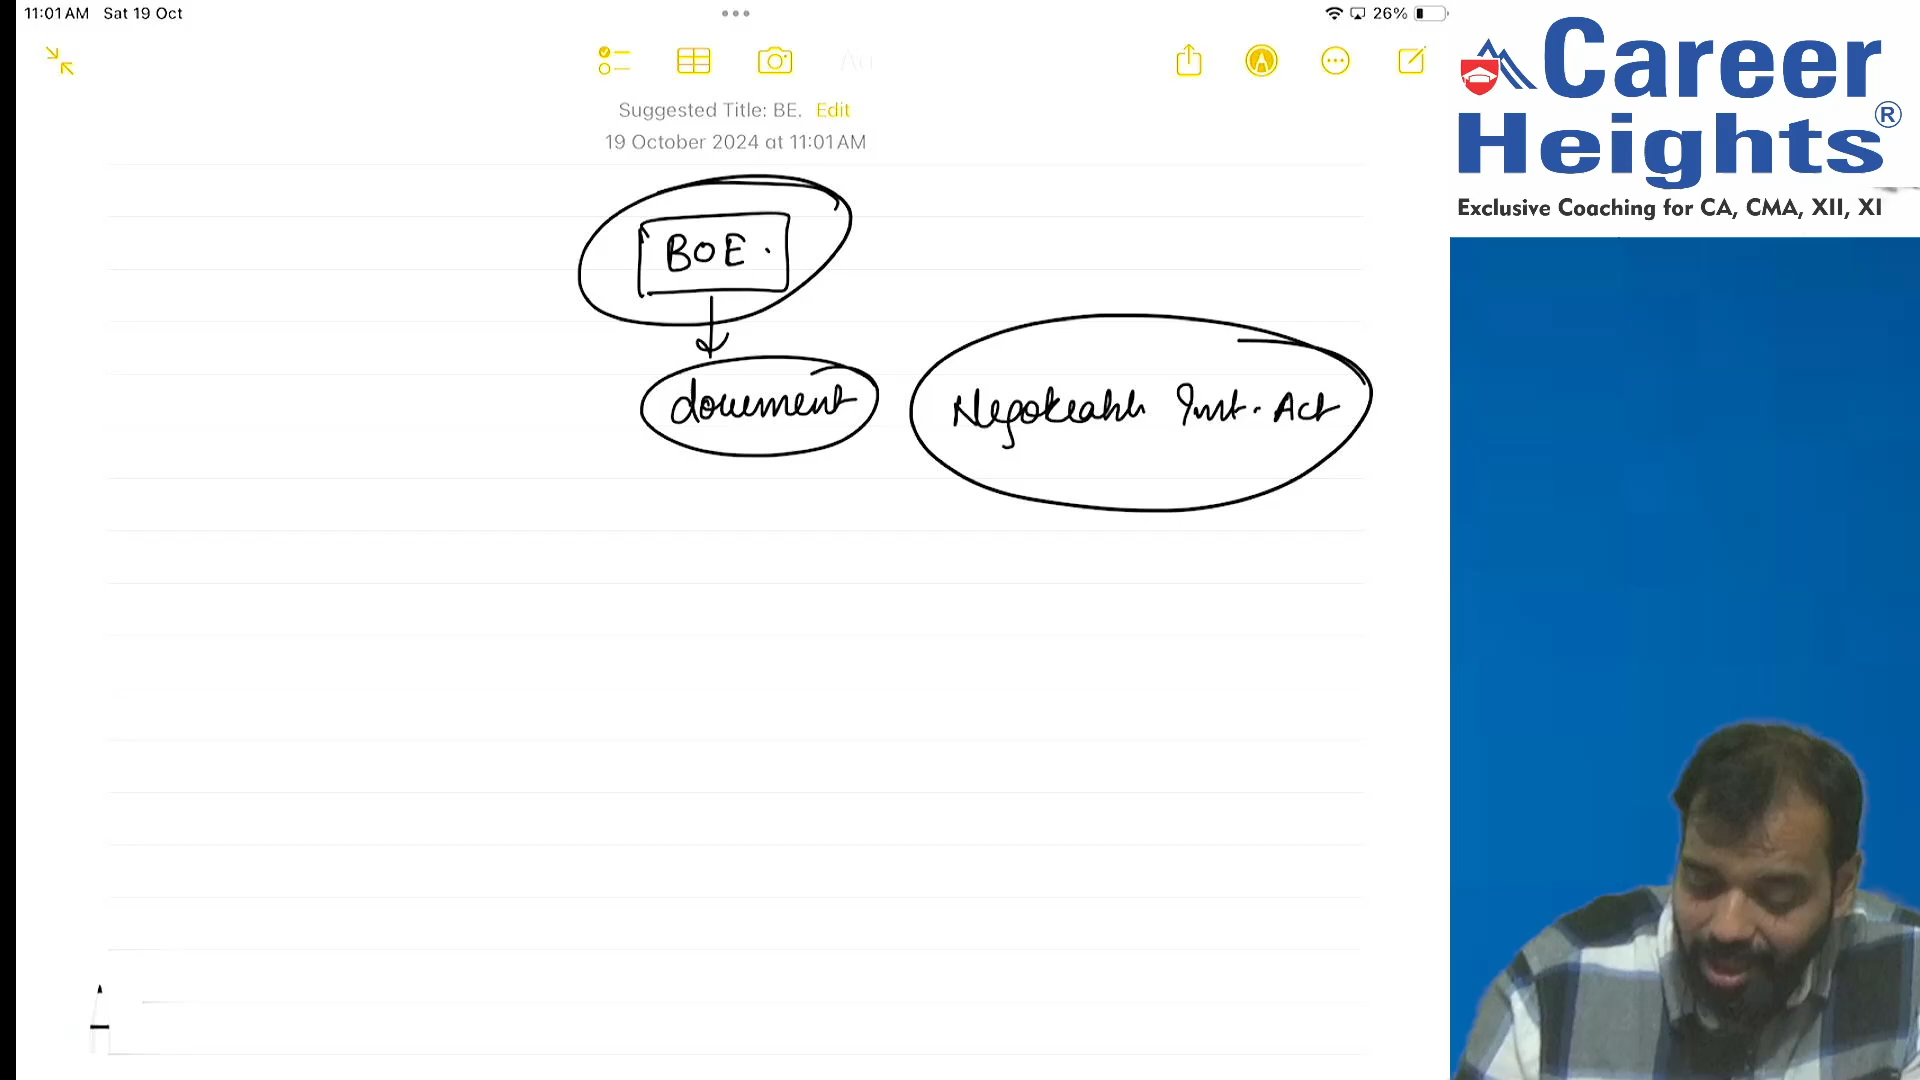 11:01 AM Sat 19 Oct
26%
Suggested Title: BE. Edit
19 October 2024 at 11:01 AM
BOE.
document
Negotiable Inst. Act
Career
Heights®
Exclusive Coaching for CA, CMA, XII, XI